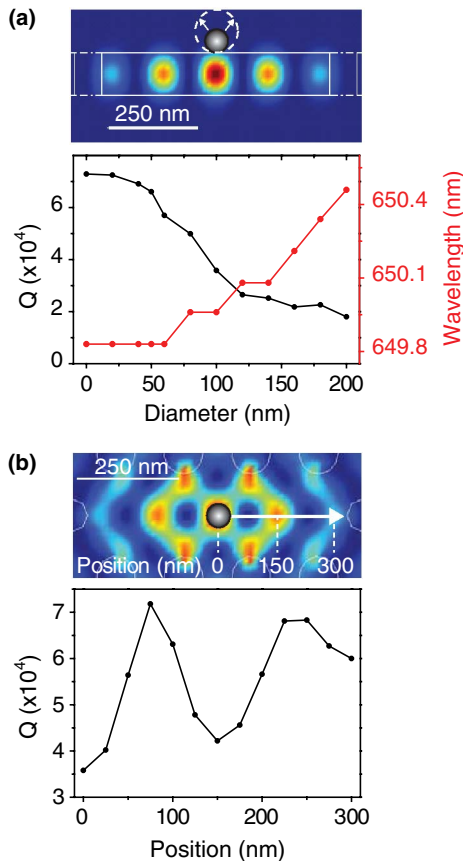 (a)
250 nm
6
4
2
0
Q (x10⁴)
650.4
650.1
649.8
Wavelength (nm)
0 50 100 150 200
Diameter (nm)
(b)
250 nm
Position (nm) 0 150 300
7
6
5
4
3
Q (x10⁴)
0 100 200 300
Position (nm)